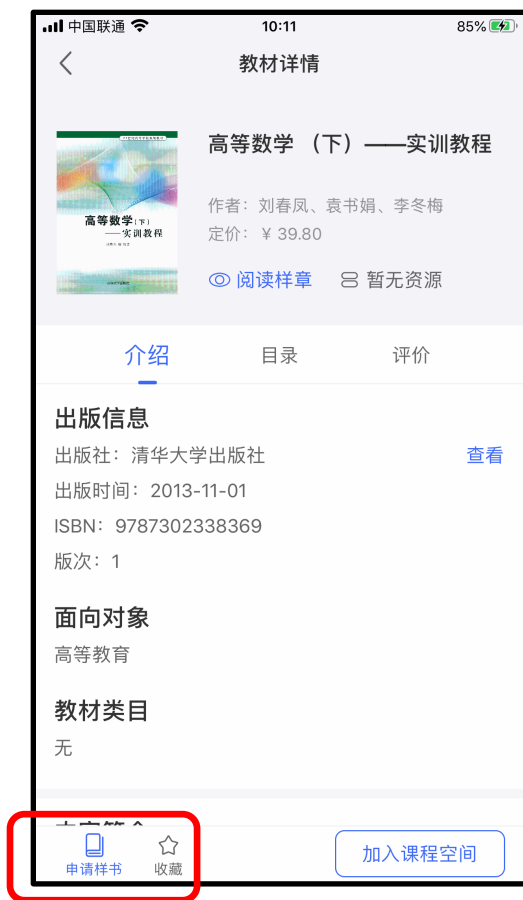 中国联通
10:11
85%
教材详情
高等数学（下）
——实训教程
高等数学 （下）——实训教程
作者：刘春凤、袁书娟、李冬梅
定价：¥ 39.80
阅读样章
暂无资源
介绍
目录
评价
出版信息
出版社：清华大学出版社
查看
出版时间：2013-11-01
ISBN：9787302338369
版次：1
面向对象
高等教育
教材类目
无
申请样书
收藏
加入课程空间